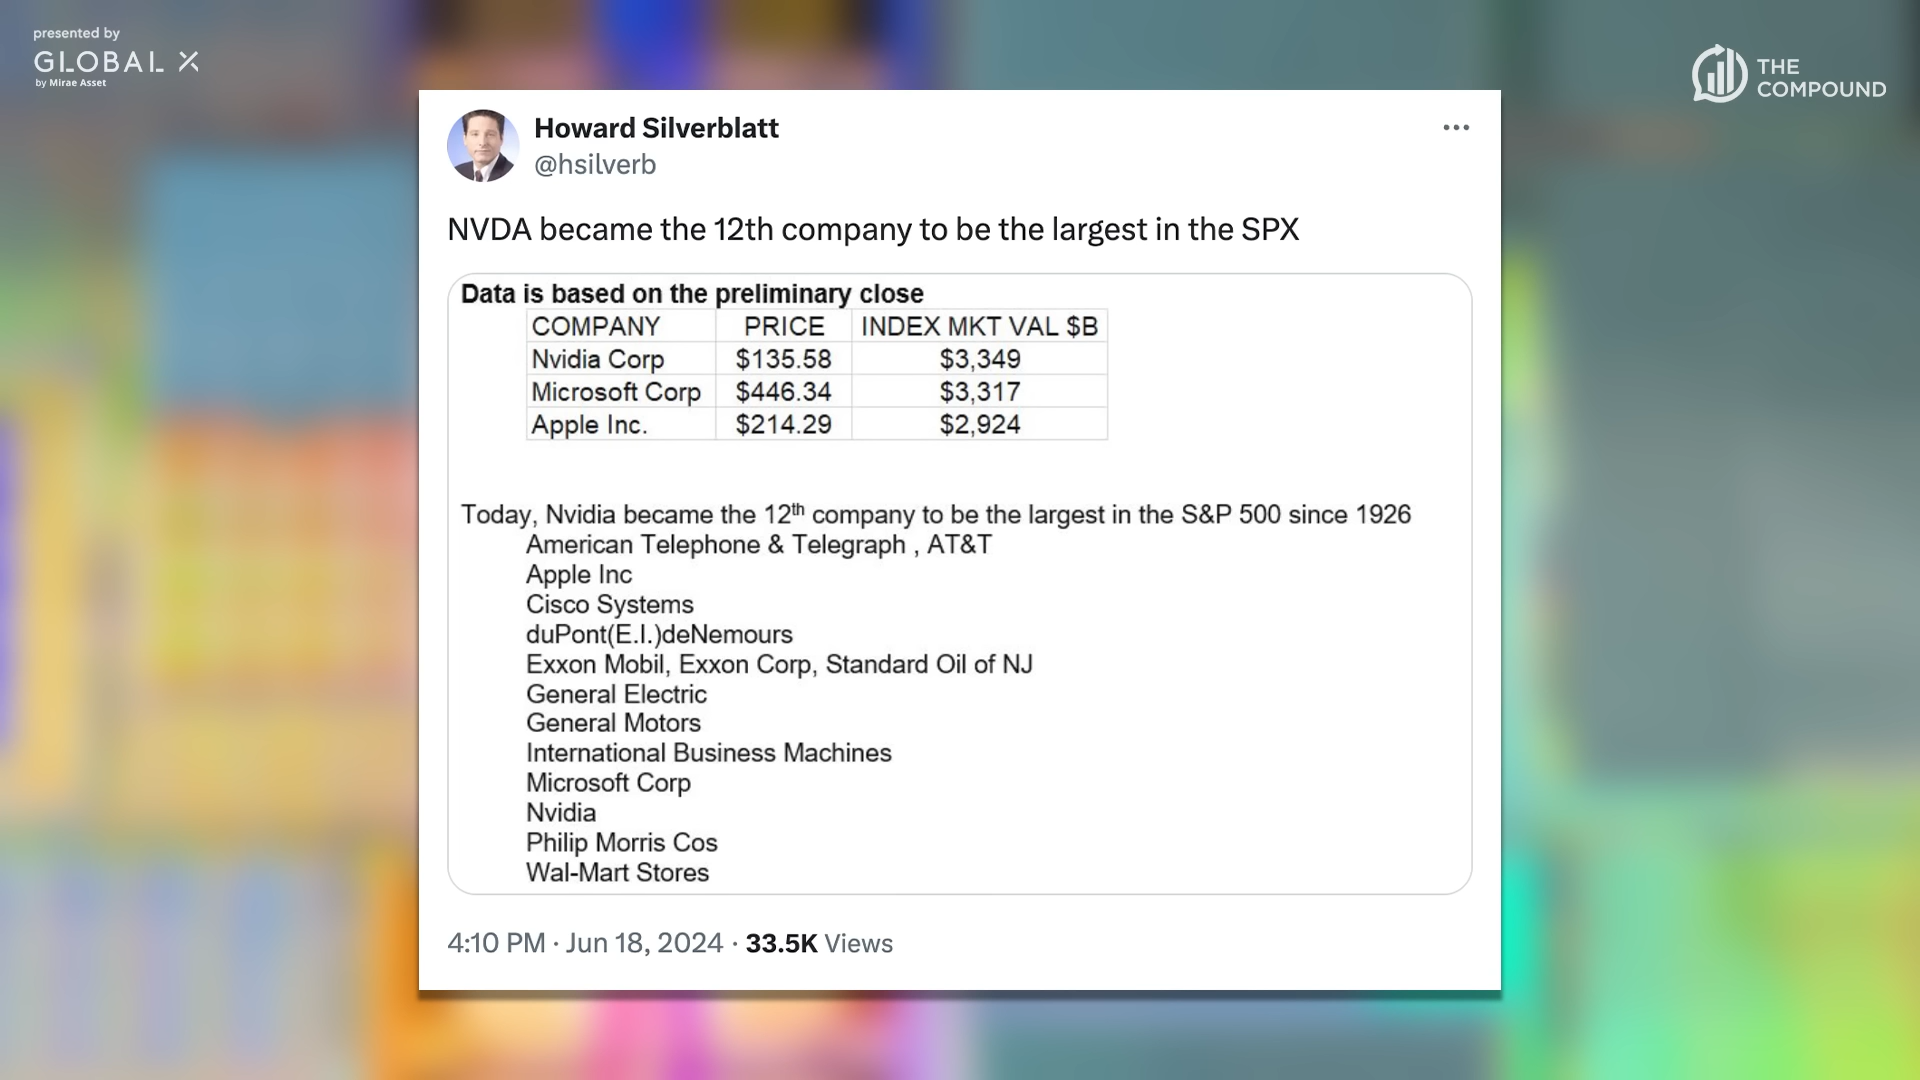 presented by
GLOBAL X
by Mirae Asset
THE
COMPOUND
Howard Silverblatt
@hsilverb
NVDA became the 12th company to be the largest in the SPX
Data is based on the preliminary close
COMPANY PRICE INDEX MKT VAL $B
Nvidia Corp $135.58 $3,349
Microsoft Corp $446.34 $3,317
Apple Inc. $214.29 $2,924
Today, Nvidia became the 12th company to be the largest in the S&P 500 since 1926
American Telephone & Telegraph , AT&T
Apple Inc
Cisco Systems
duPont(E.I.)deNemours
Exxon Mobil, Exxon Corp, Standard Oil of NJ
General Electric
General Motors
International Business Machines
Microsoft Corp
Nvidia
Philip Morris Cos
Wal-Mart Stores
4:10 PM · Jun 18, 2024 · 33.5K Views